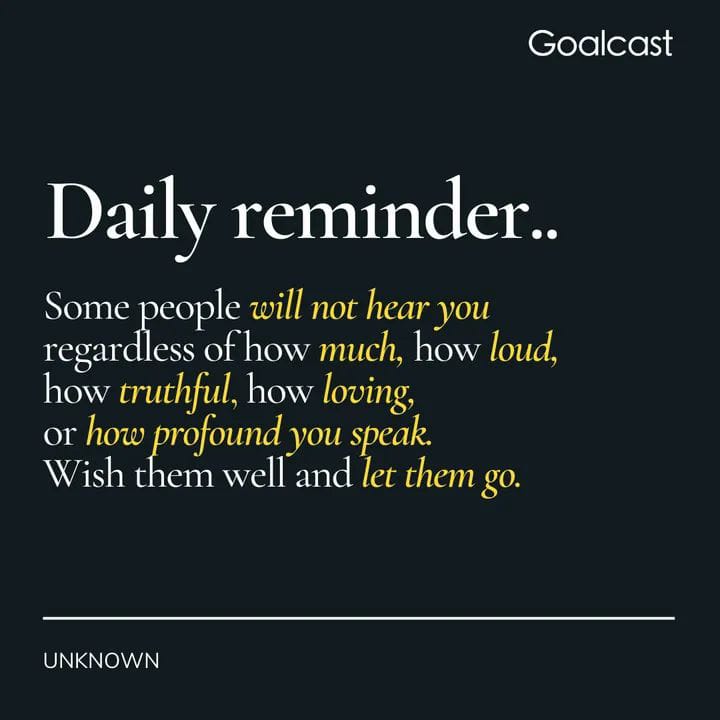 Goalcast
Daily reminder..
Some people will not hear you
regardless of how much, how loud,
how truthful, how loving,
or how profound you speak.
Wish them well and let them go.
UNKNOWN